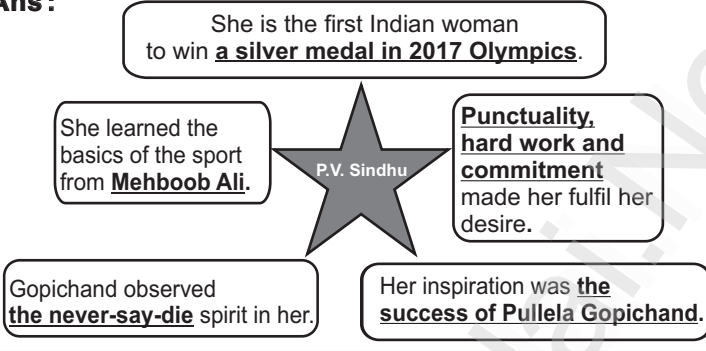 Ans :
She is the first Indian woman
to win a silver medal in 2017 Olympics.
She learned the
basics of the sport
from Mehboob Ali.
P.V. Sindhu
Punctuality,
hard work and
commitment
made her fulfil her
desire.
Gopichand observed
the never-say-die spirit in her.
Her inspiration was the
success of Pullela Gopichand.